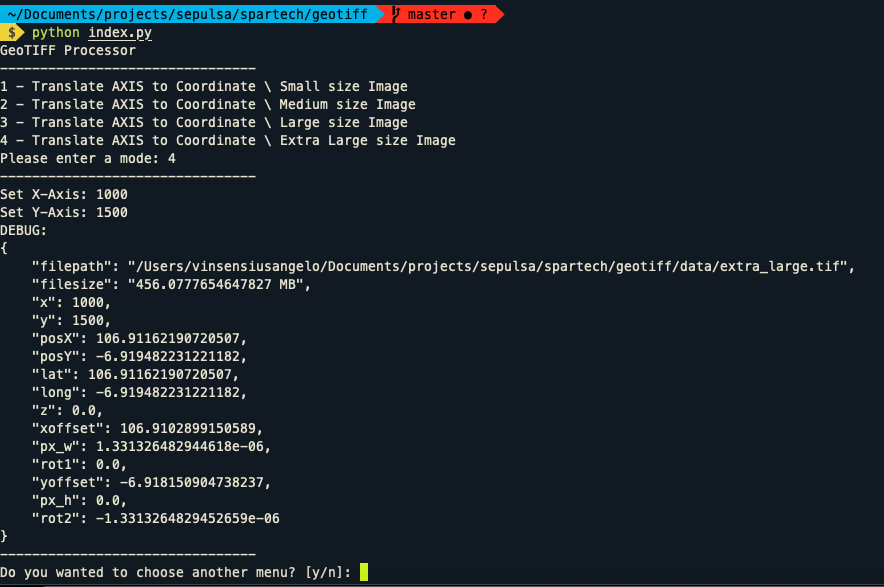 ~/Documents/projects/sepulsa/spartech/geotiff master ● ?
$ python index.py
GeoTIFF Processor
--------------------------------
1 - Translate AXIS to Coordinate \ Small size Image
2 - Translate AXIS to Coordinate \ Medium size Image
3 - Translate AXIS to Coordinate \ Large size Image
4 - Translate AXIS to Coordinate \ Extra Large size Image
Please enter a mode: 4
--------------------------------
Set X-Axis: 1000
Set Y-Axis: 1500
DEBUG:
{
    "filepath": "/Users/vinsensiusangelo/Documents/projects/sepulsa/spartech/geotiff/data/extra_large.tif",
    "filesize": "456.0777654647827 MB",
    "x": 1000,
    "y": 1500,
    "posX": 106.91162190720507,
    "posY": -6.919482231221182,
    "lat": 106.91162190720507,
    "long": -6.919482231221182,
    "z": 0.0,
    "xoffset": 106.9102899150589,
    "px_w": 1.331326482944618e-06,
    "rot1": 0.0,
    "yoffset": -6.918150904738237,
    "px_h": 0.0,
    "rot2": -1.3313264829452659e-06
}
--------------------------------
Do you wanted to choose another menu? [y/n]: